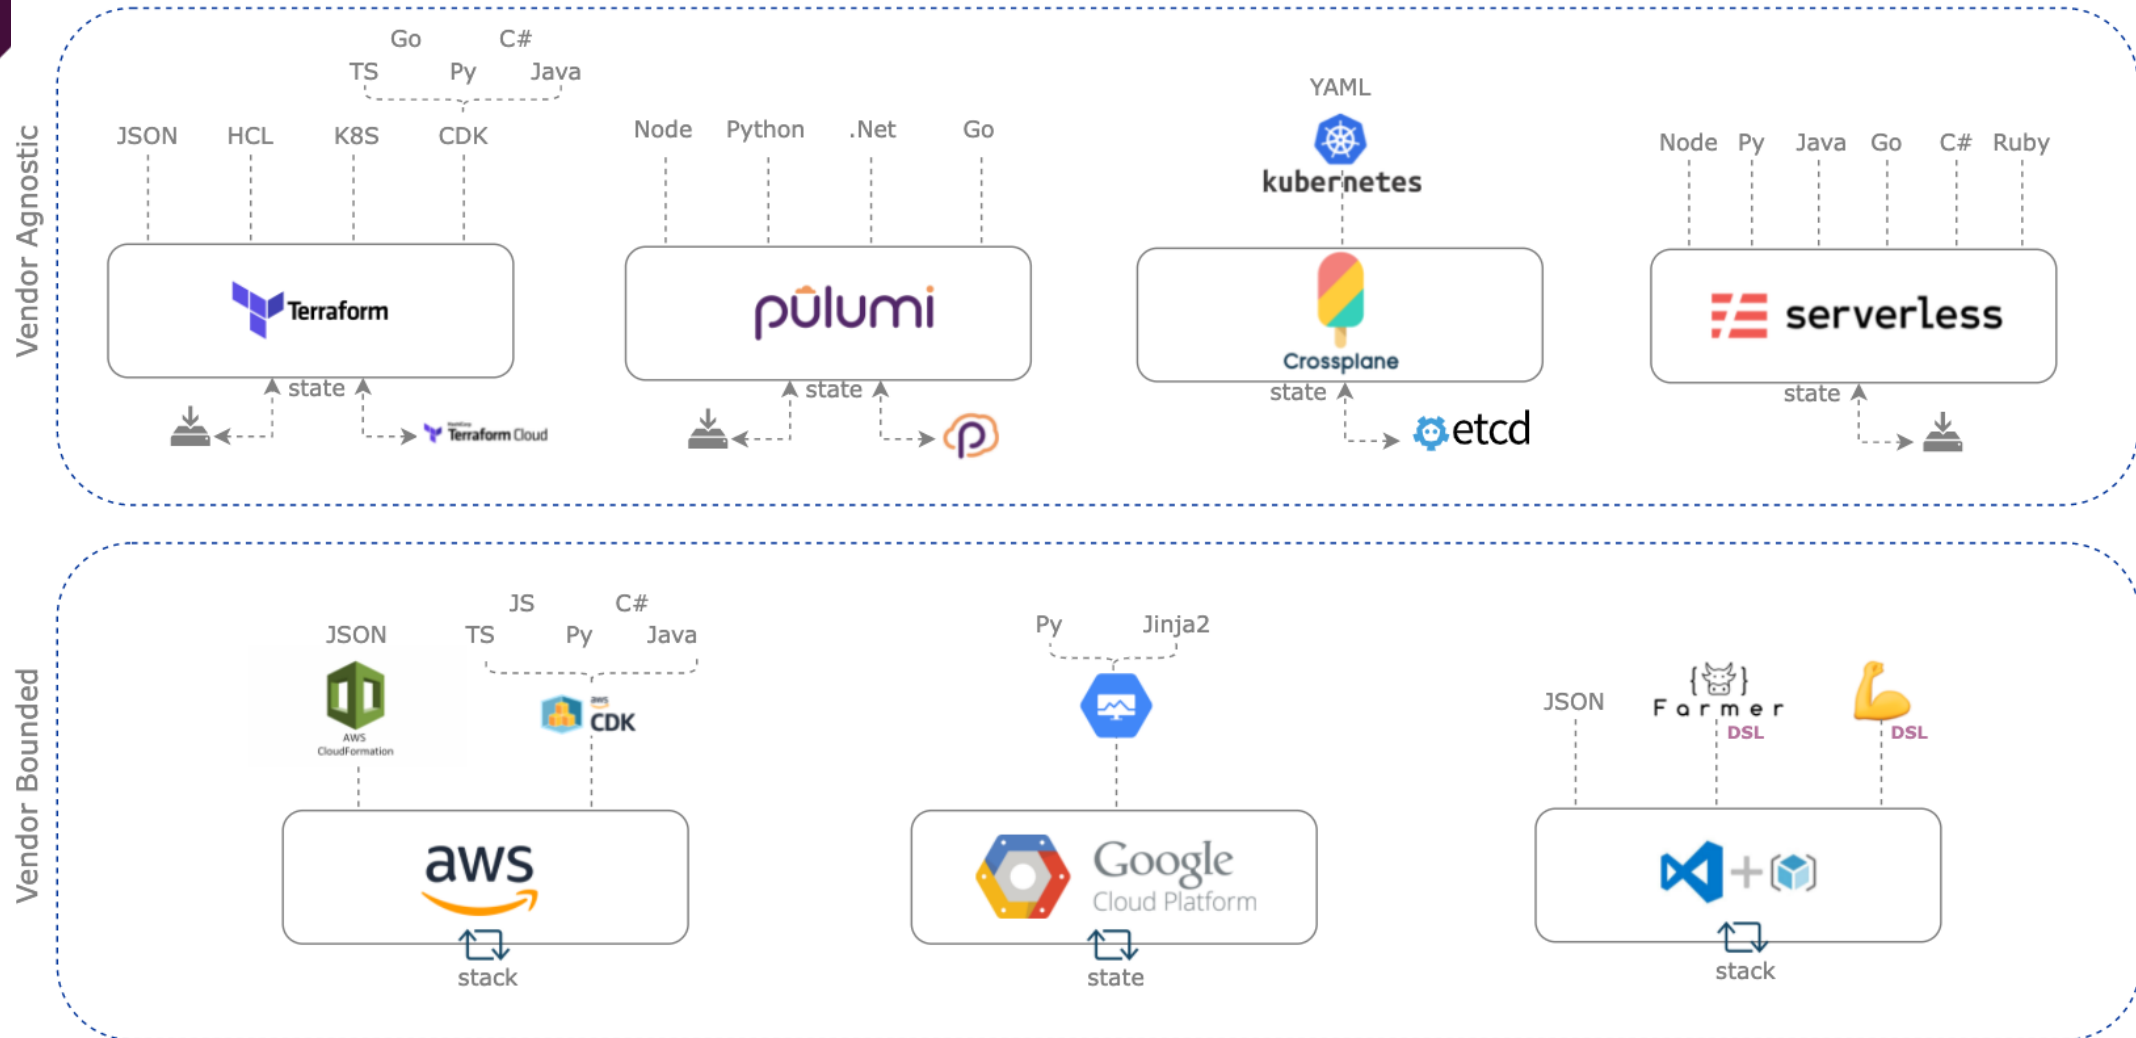 Vendor Agnostic
Go C#
TS Py Java
JSON HCL K8S CDK
Terraform
state
Terraform Cloud
Node Python .Net Go
pulumi
state
YAML
kubernetes
Crossplane
state
etcd
Node Py Java Go C# Ruby
serverless
state
Vendor Bounded
JSON
AWS
CloudFormation
JS C#
TS Py Java
aws
CDK
aws
stack
Py Jinja2
Google
Cloud Platform
state
JSON
{ }
Farmer
DSL
DSL
+
stack